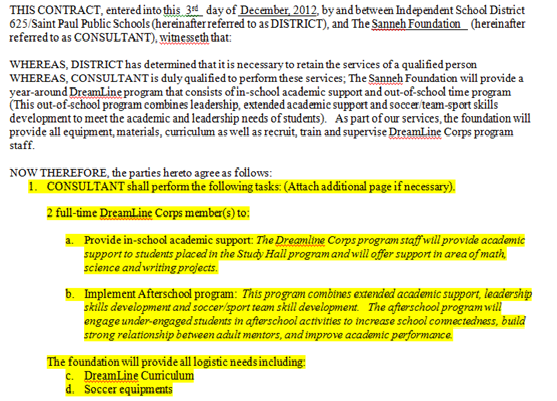 THIS CONTRACT, entered into this 3rd day of December, 2012, by and between Independent School District
625/Saint Paul Public Schools (hereinafter referred to as DISTRICT), and The Sanneh Foundation (hereinafter
referred to as CONSULTANT), witnesseth that:
WHEREAS, DISTRICT has determined that it is necessary to retain the services of a qualified person
WHEREAS, CONSULTANT is duly qualified to perform these services; The Sanneh Foundation will provide a
year-around DreamLine program that consists of in-school academic support and out-of-school time program
(This out-of-school program combines leadership, extended academic support and soccer/team-sport skills
development to meet the academic and leadership needs of students). As part of our services, the foundation will
provide all equipment, materials, curriculum as well as recruit, train and supervise DreamLine Corps program
staff.
NOW THEREFORE, the parties hereto agree as follows:
1. CONSULTANT shall perform the following tasks: (Attach additional page if necessary).
2 full-time DreamLine Corps member(s) to:
a. Provide in-school academic support: The Dreamline Corps program staff will provide academic
support to students placed in the Study Hall program and will offer support in area of math,
science and writing projects.
b. Implement Afterschool program: This program combines extended academic support, leadership
skills development and soccer/sport team skill development. The afterschool program will
engage under-engaged students in afterschool activities to increase school connectedness, build
strong relationship between adult mentors, and improve academic performance.
The foundation will provide all logistic needs including:
c. DreamLine Curriculum
d. Soccer equipments